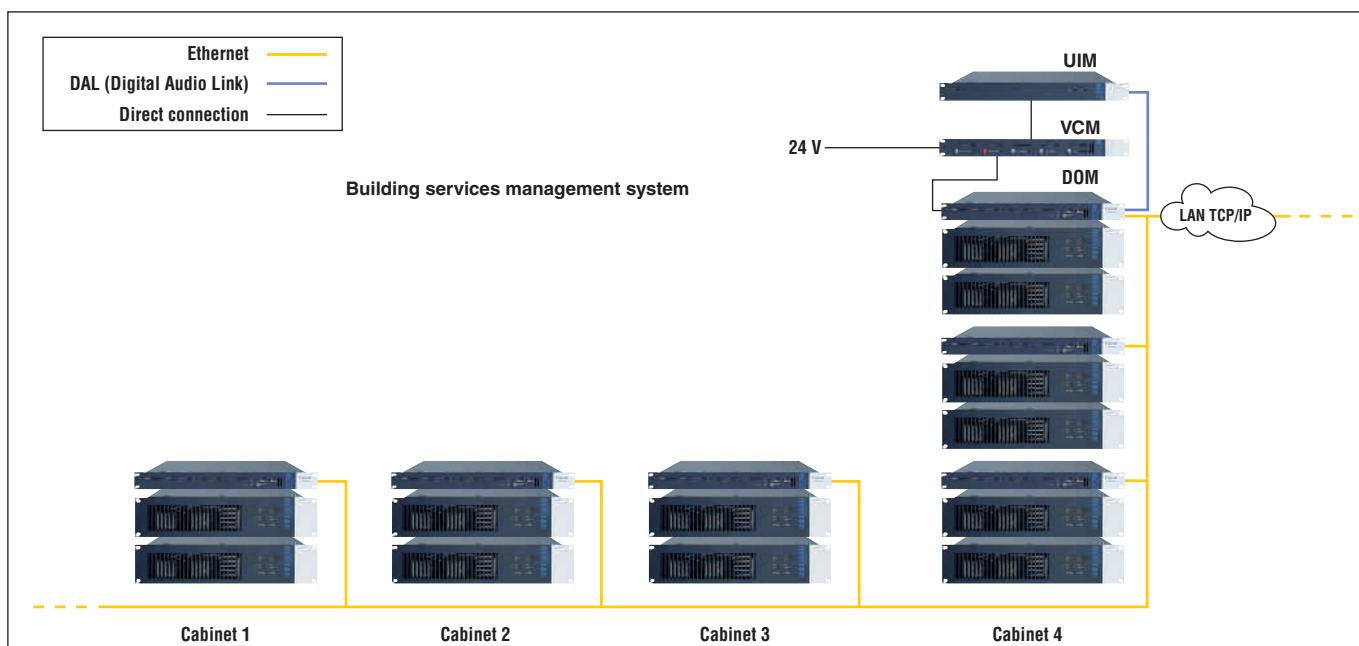 Ethernet
DAL (Digital Audio Link)
Direct connection
UIM
VCM
24 V
DOM
Building services management system
LAN TCP/IP
Cabinet 1
Cabinet 2
Cabinet 3
Cabinet 4